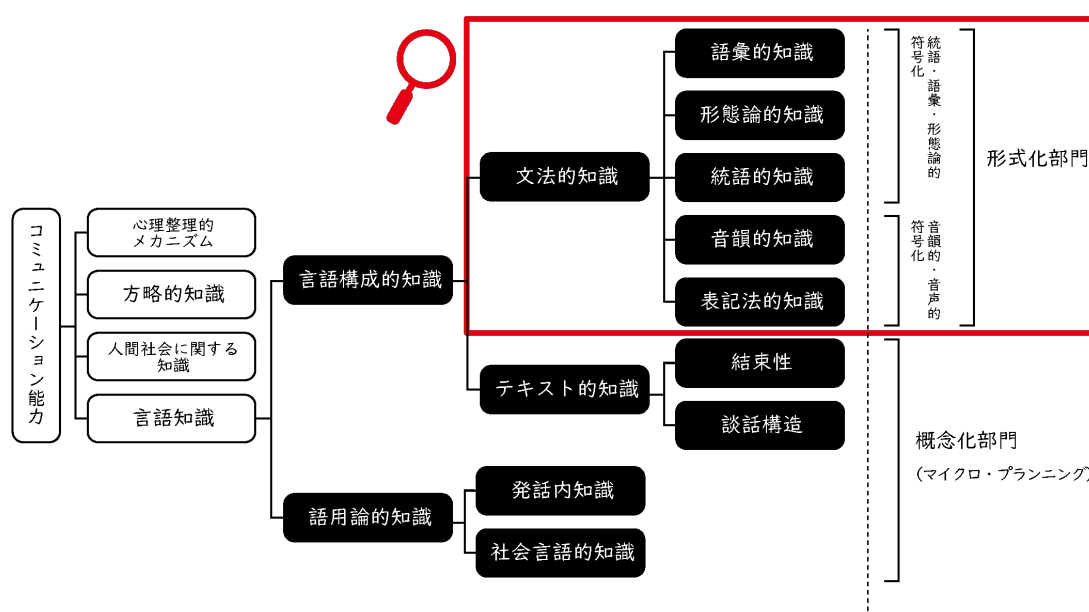 コミュニケーション能力
心理整理的
メカニズム
方略的知識
人間社会に関する
知識
言語知識
言語構成的知識
語用論的知識
文法的知識
テキスト的知識
発話内知識
社会言語的知識
語彙的知識
形態論的知識
統語的知識
音韻的知識
表記法的知識
結束性
談話構造
統語・語彙・形態論的
符号化
音韻的・音声的
符号化
形式化部門
概念化部門
（マイクロ・プランニング）